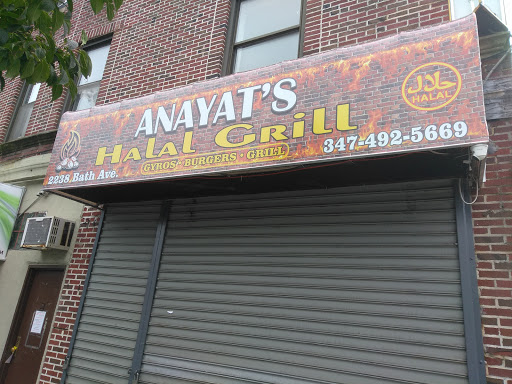 ANAYAT'S
HALAL GRILL
GYROS • BURGERS • GRILL
2238 Bath Ave.
347-492-5669
حلال
HALAL